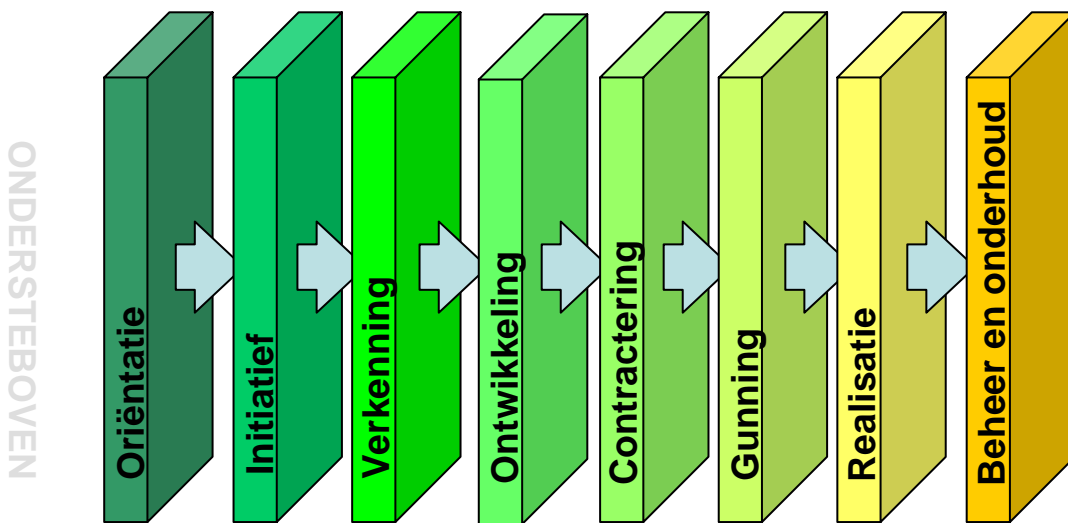 ONDERSTEBOVEN
Oriëntatie
Initiatief
Verkenning
Ontwikkeling
Contractering
Gunning
Realisatie
Beheer en onderhoud